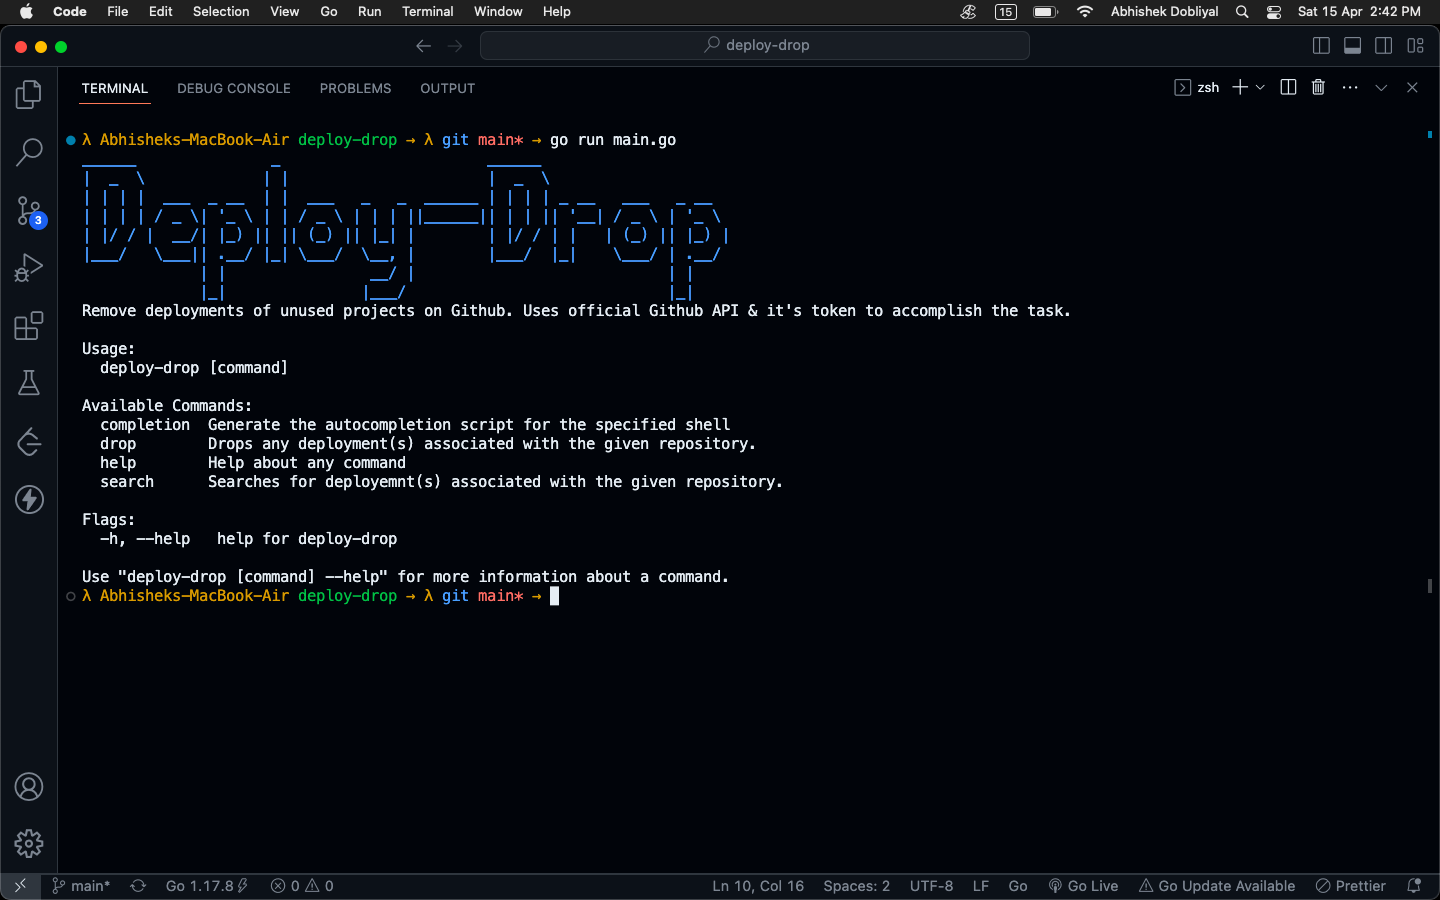 Code File Edit Selection View Go Run Terminal Window Help 15 Abhishek Dobliyal Sat 15 Apr 2:42 PM
deploy-drop
TERMINAL DEBUG CONSOLE PROBLEMS OUTPUT zsh
λ Abhisheks-MacBook-Air deploy-drop → λ git main* → go run main.go
Deploy-Drop
Remove deployments of unused projects on Github. Uses official Github API & it's token to accomplish the task.
Usage:
deploy-drop [command]
Available Commands:
completion Generate the autocompletion script for the specified shell
drop Drops any deployment(s) associated with the given repository.
help Help about any command
search Searches for deployemnt(s) associated with the given repository.
Flags:
-h, --help help for deploy-drop
Use "deploy-drop [command] --help" for more information about a command.
λ Abhisheks-MacBook-Air deploy-drop → λ git main* →
3
main* Go 1.17.8 0 0 Ln 10, Col 16 Spaces: 2 UTF-8 LF Go Go Live Go Update Available Prettier